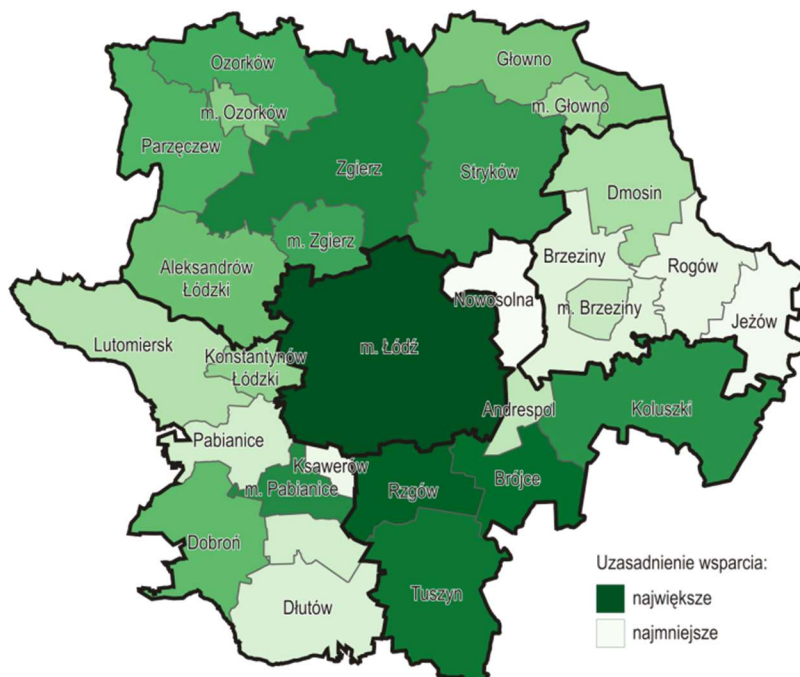 Ozorków
Głowno
m. Ozorków
m. Głowno
Parzęczew
Zgierz
Stryków
Dmosin
m. Zgierz
Aleksandrów
Łódzki
Brzeziny
Rogów
Nowosolna
m. Brzeziny
Jeżów
Lutomiersk
m. Łódź
Konstantynów
Łódzki
Andrespol
Koluszki
Pabianice
Ksawerów
m. Pabianice
Rzgów
Brójce
Dobroń
Dłutów
Tuszyn
Uzasadnienie wsparcia:
największe
najmniejsze